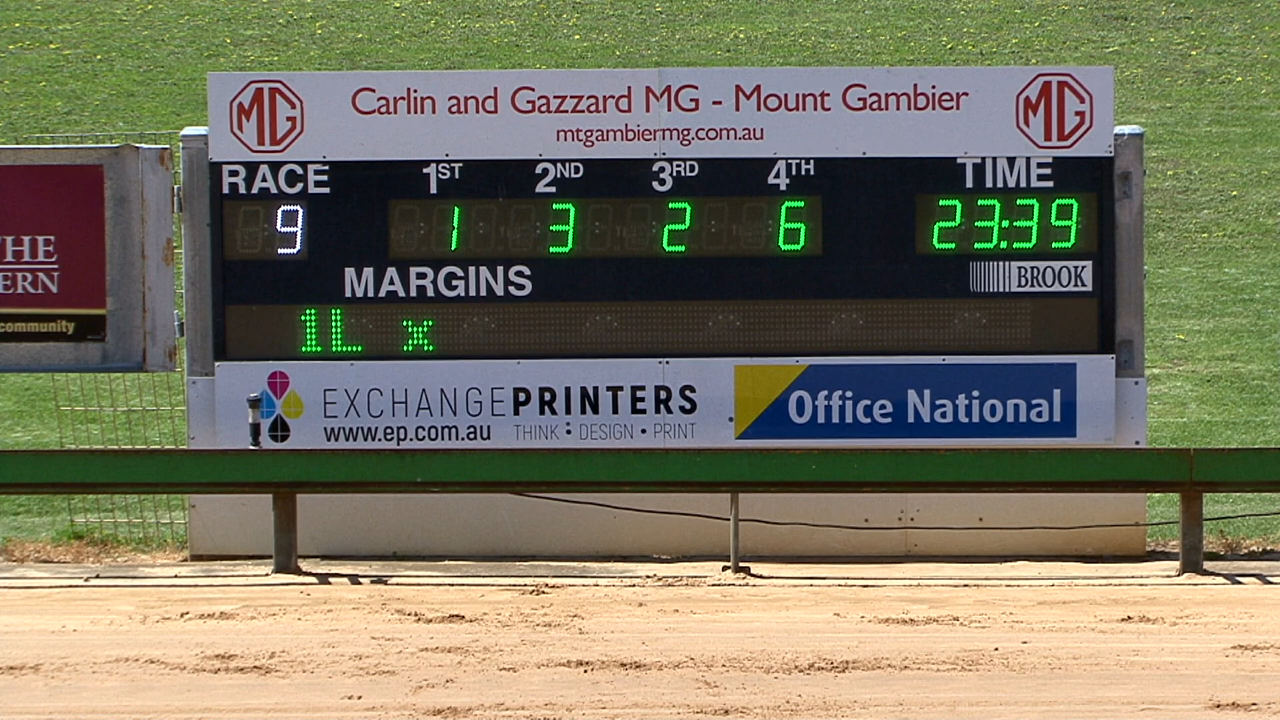 MG Carlin and Gazzard MG - Mount Gambier MG
mtgambiermg.com.au
RACE 1ST 2ND 3RD 4TH TIME
9 1 3 2 6 23:39
MARGINS BROOK
1L x
THE
ERN
community
EXCHANGEPRINTERS
www.ep.com.au THINK : DESIGN • PRINT
Office National